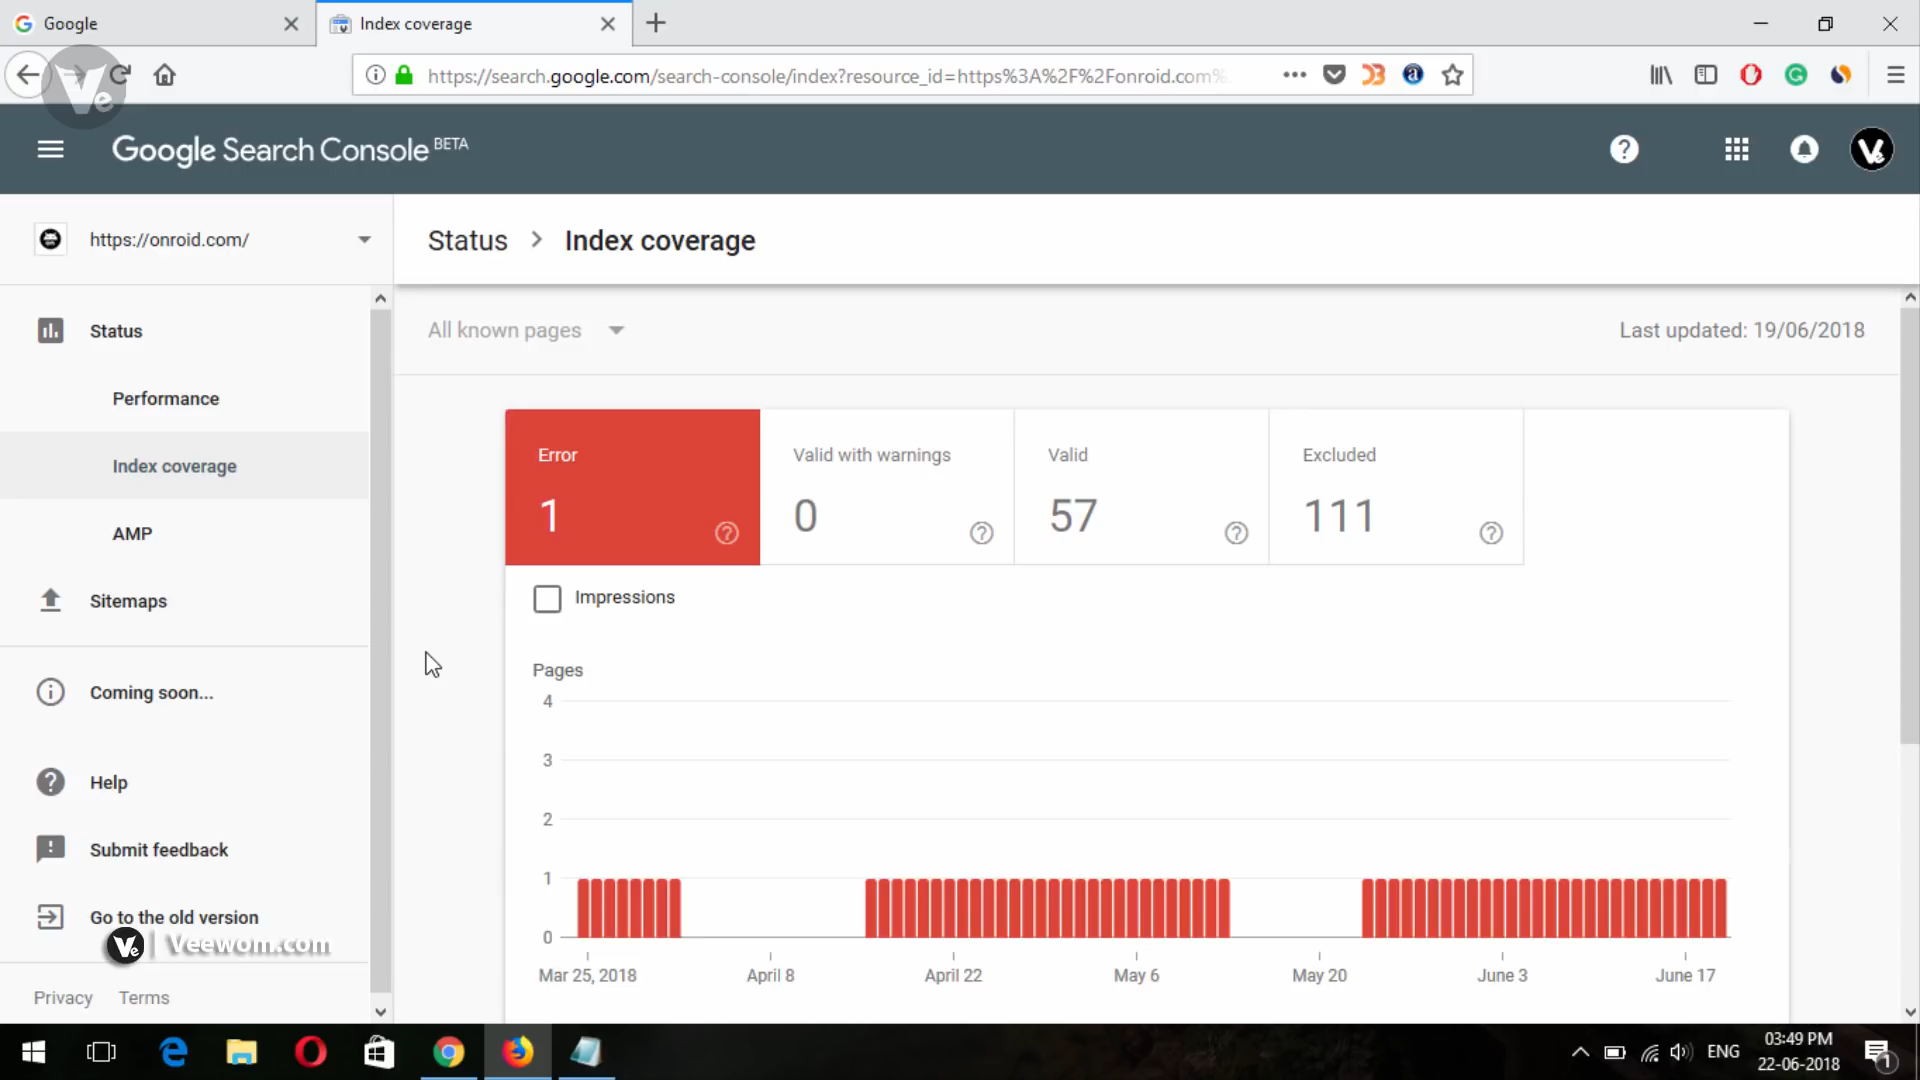 Google
Index coverage
https://search.google.com/search-console/index?resource_id=https%3A%2F%2Fonroid.com%
Ve
Google Search Console BETA
Ve
https://onroid.com/
Status > Index coverage
Status
Performance
Index coverage
AMP
Sitemaps
Coming soon...
Help
Submit feedback
Go to the old version
Ve | Veewom.com
Privacy Terms
All known pages
Last updated: 19/06/2018
Error
1
Valid with warnings
0
Valid
57
Excluded
111
Impressions
Pages
4
3
2
1
0
Mar 25, 2018 April 8 April 22 May 6 May 20 June 3 June 17
ENG
03:49 PM
22-06-2018
1